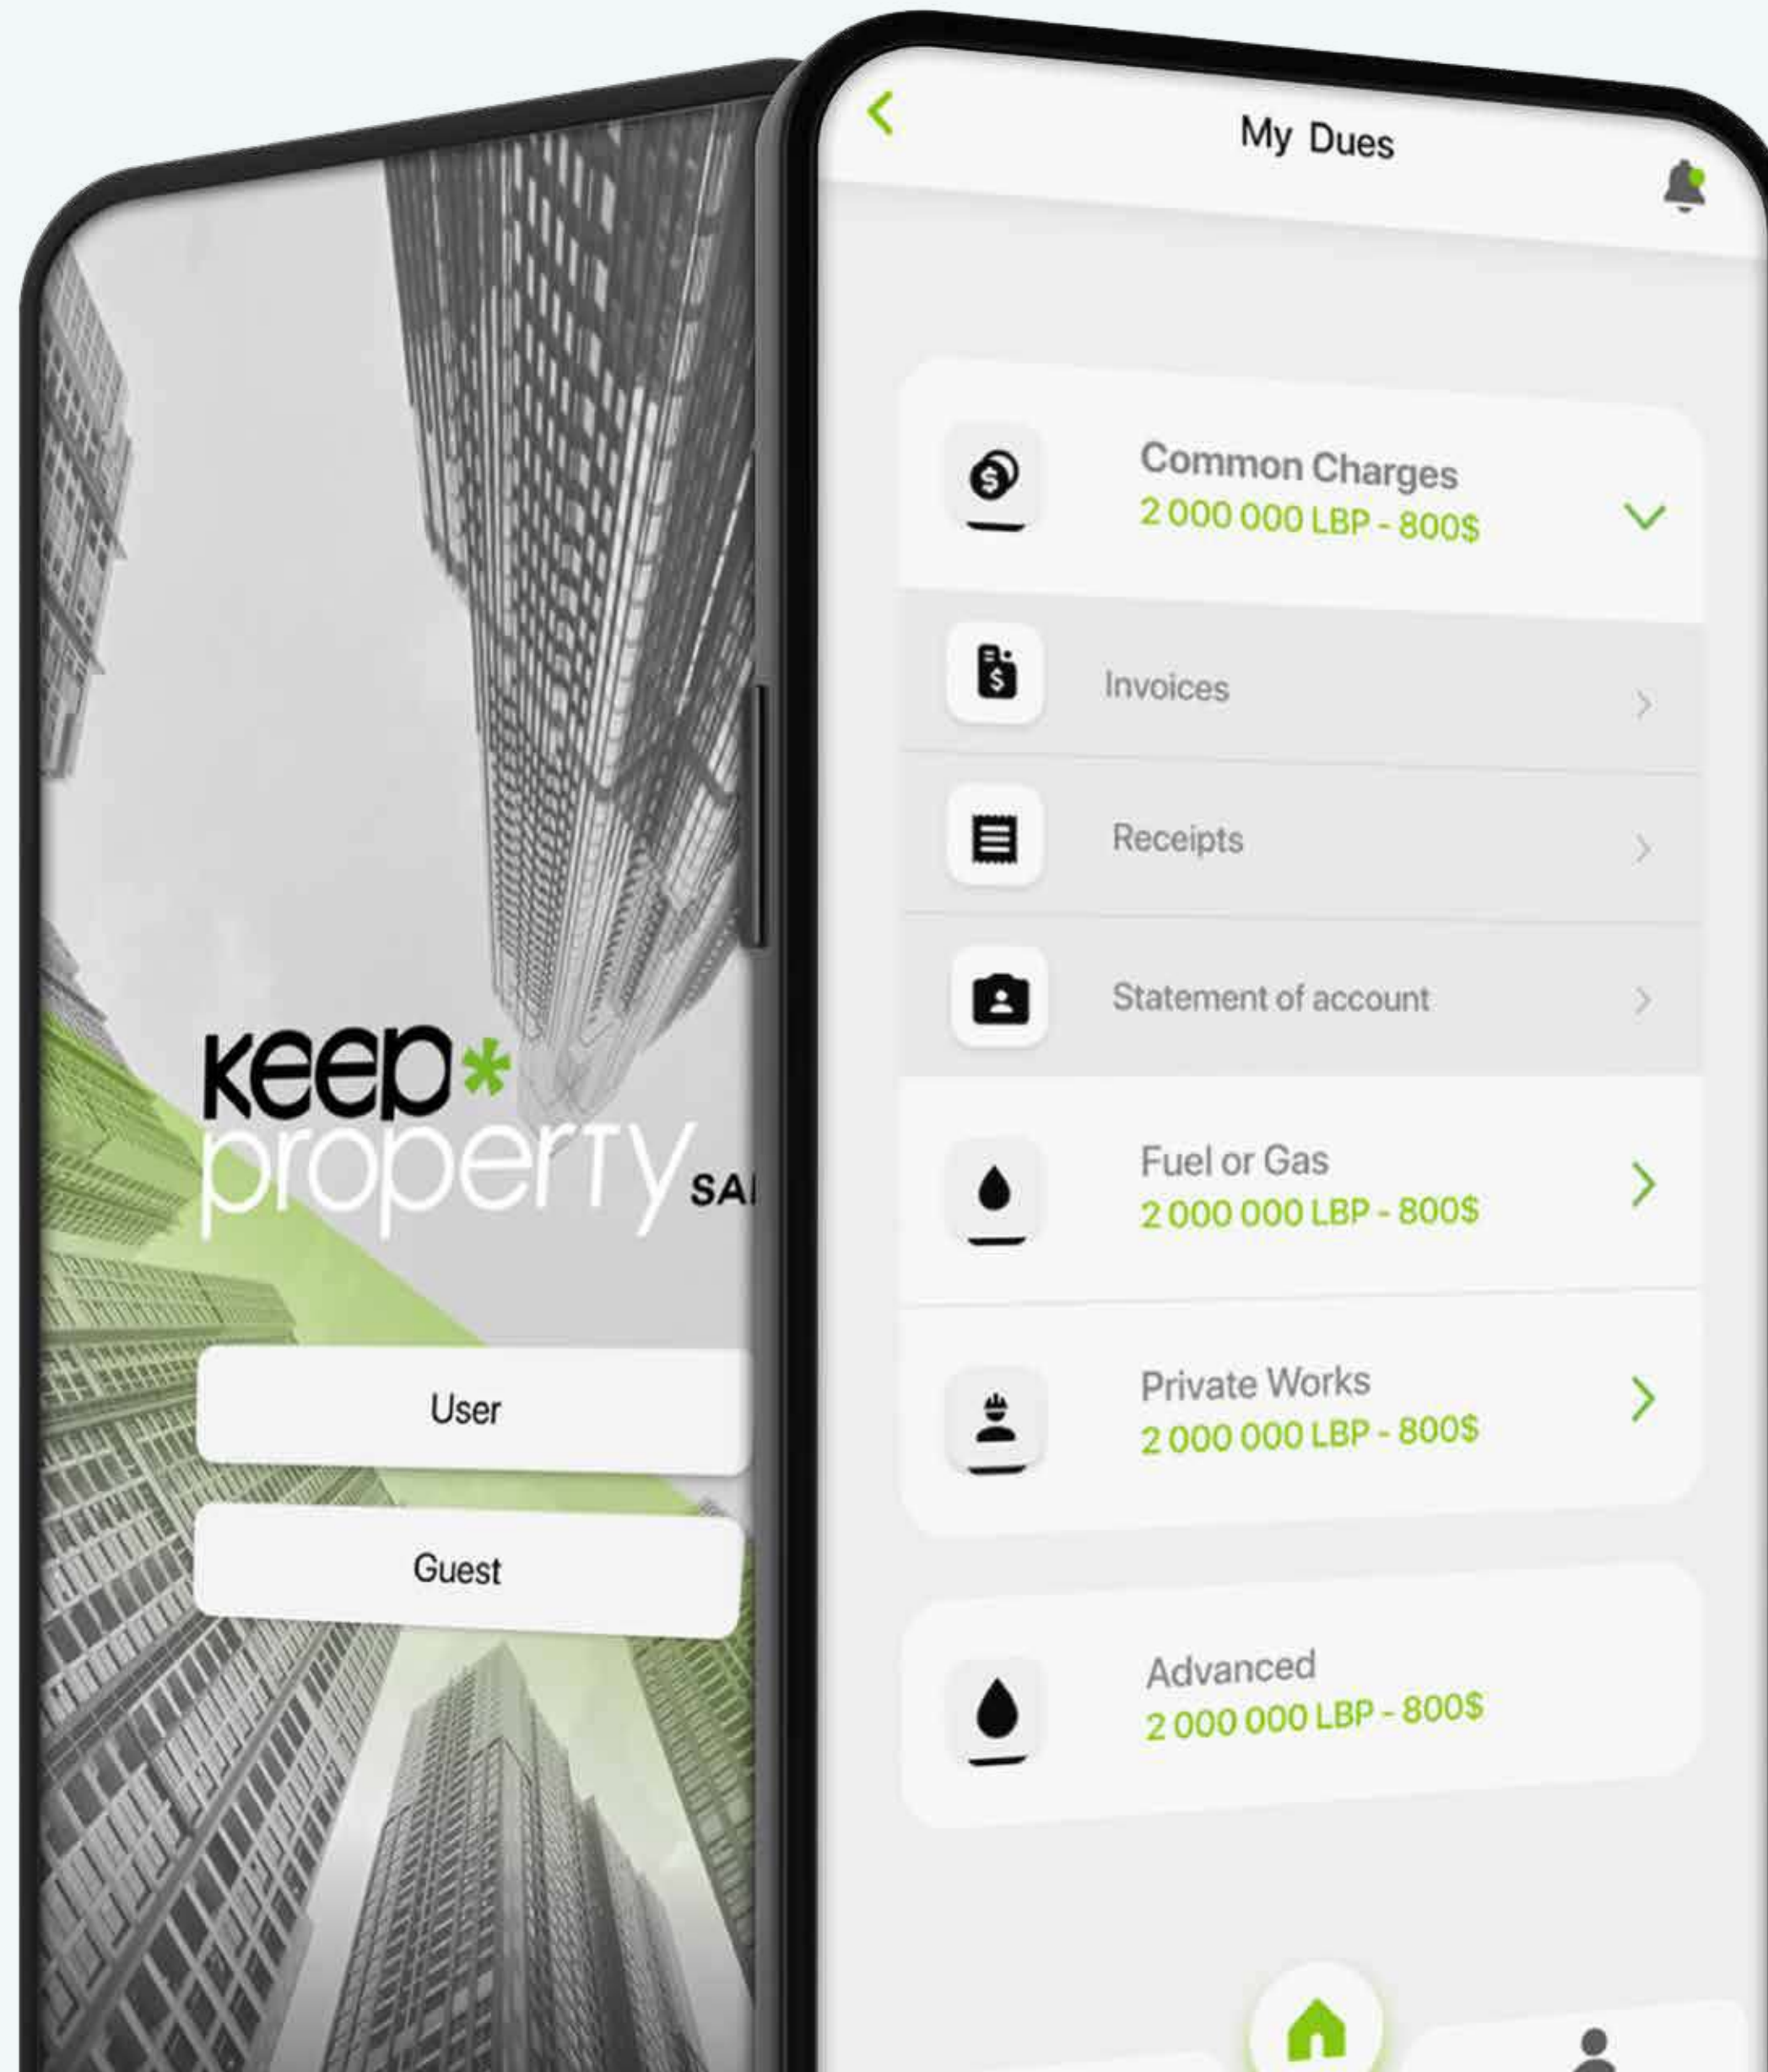 keep*
property
User
Guest
My Dues
Common Charges
2 000 000 LBP - 800$
Invoices
Receipts
Statement of account
Fuel or Gas
2 000 000 LBP - 800$
Private Works
2 000 000 LBP - 800$
Advanced
2 000 000 LBP - 800$